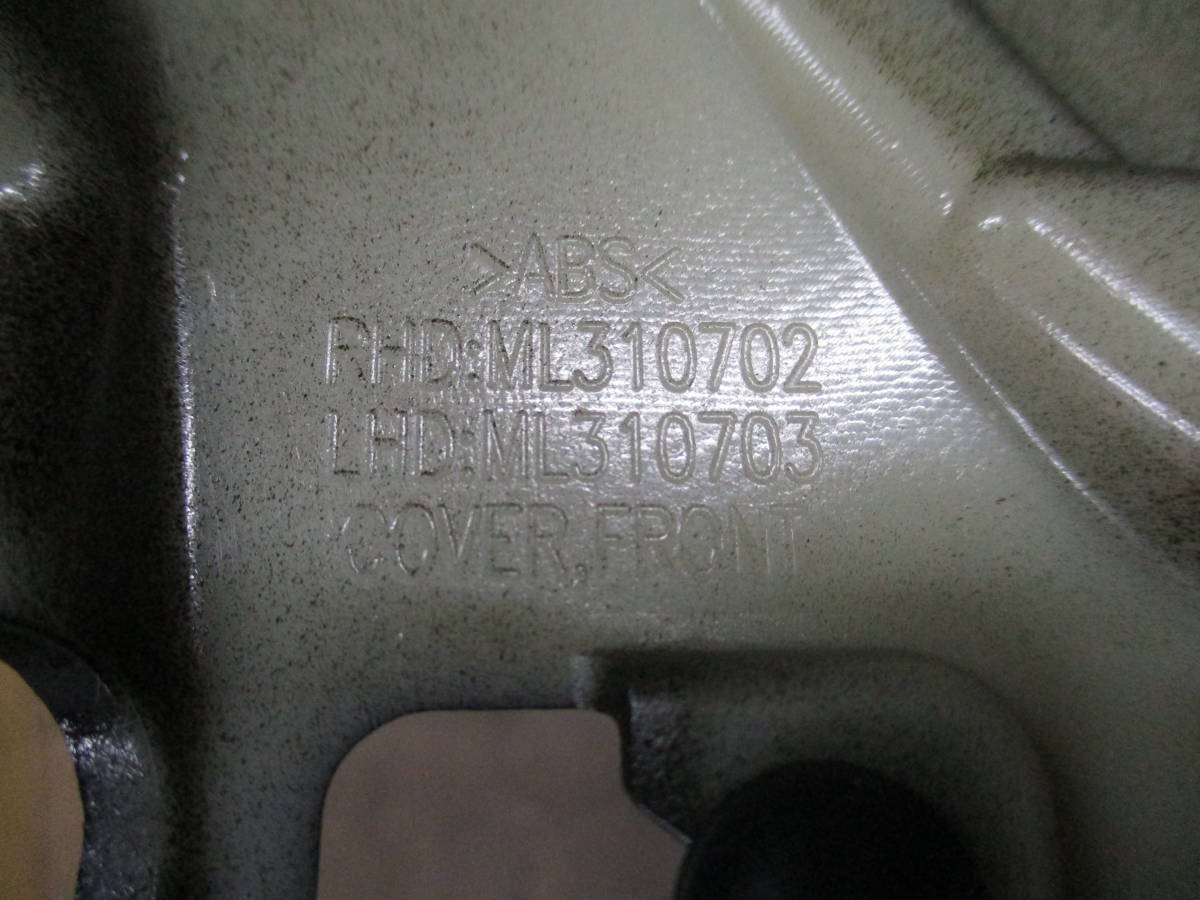 >ABS<
RHD:ML310702
LHD:ML310703
COVER,FRONT